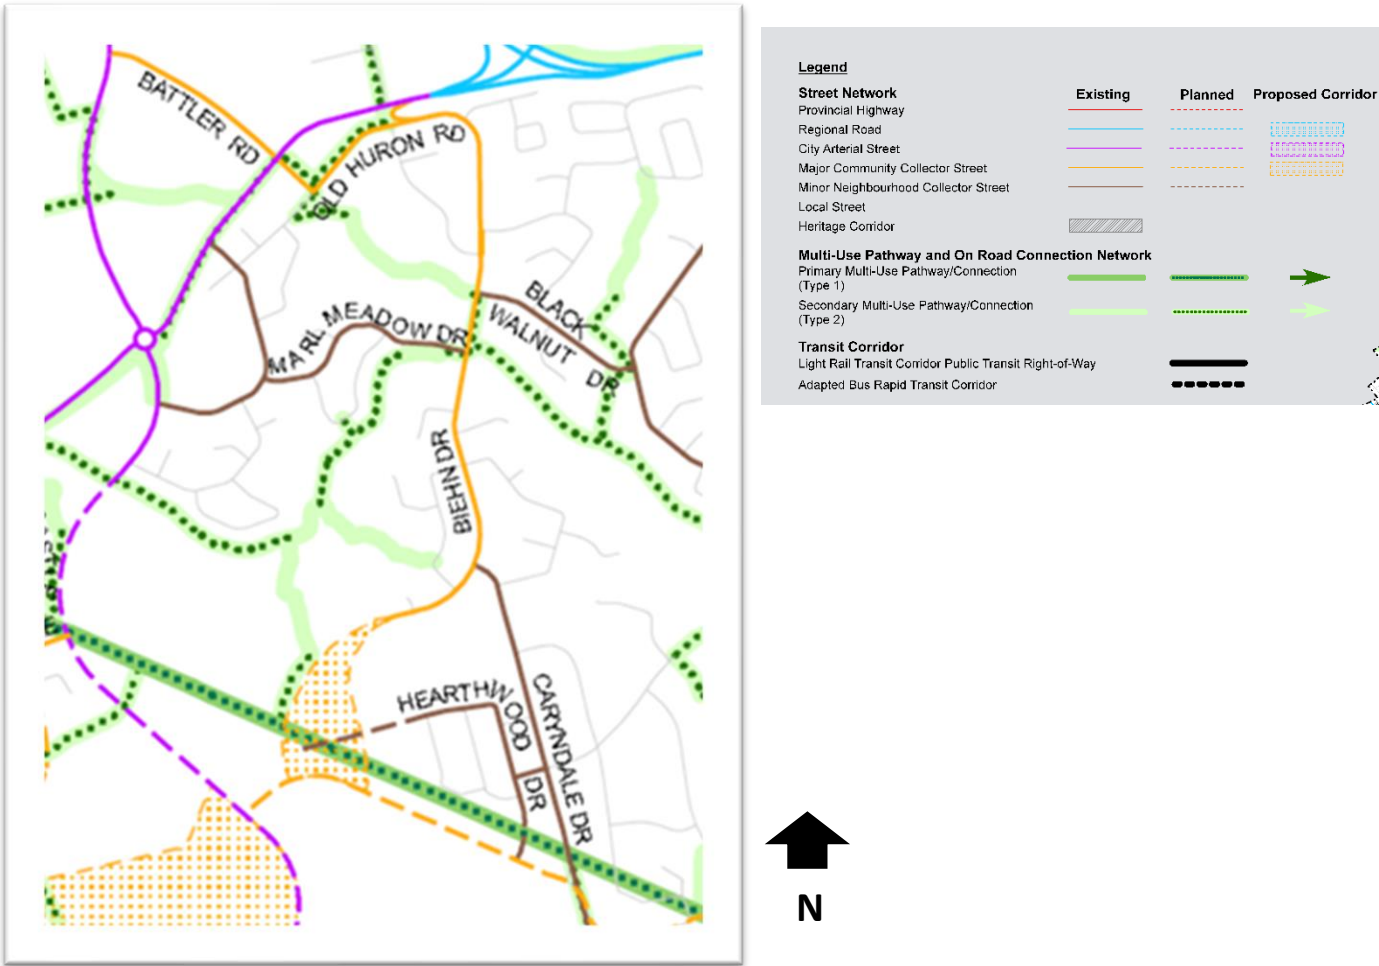 BATTLER RD
OLD HURON RD
MARL MEADOW DR
BLACK
WALNUT DR
BIEHN DR
HEARTHWOOD DR
CARYNDALE DR
Legend
Street Network Existing Planned Proposed Corridor
Provincial Highway
Regional Road
City Arterial Street
Major Community Collector Street
Minor Neighbourhood Collector Street
Local Street
Heritage Corridor
Multi-Use Pathway and On Road Connection Network
Primary Multi-Use Pathway/Connection
(Type 1)
Secondary Multi-Use Pathway/Connection
(Type 2)
Transit Corridor
Light Rail Transit Corridor Public Transit Right-of-Way
Adapted Bus Rapid Transit Corridor
N